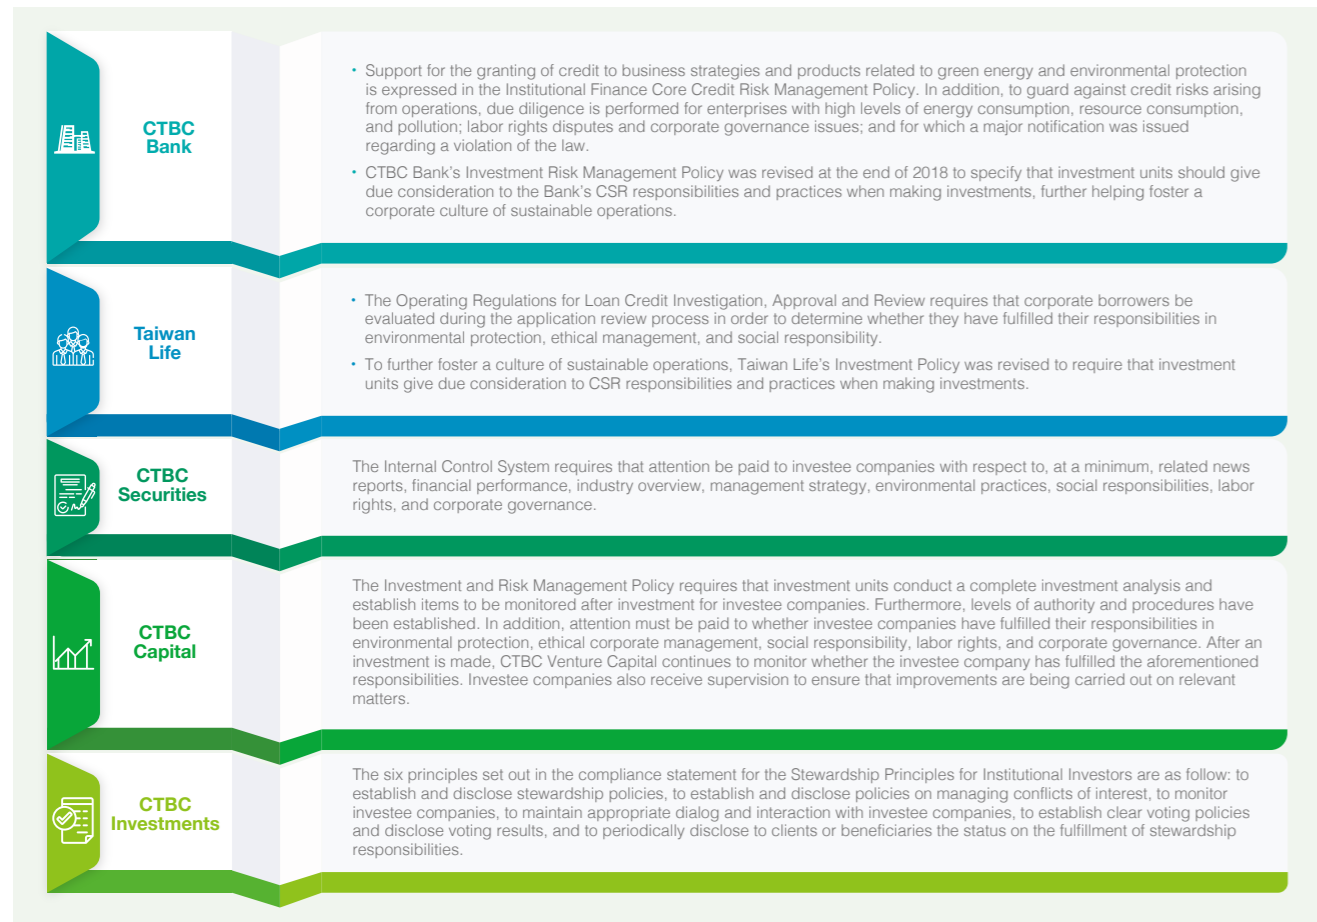 CTBC
Bank
• Support for the granting of credit to business strategies and products related to green energy and environmental protection
is expressed in the Institutional Finance Core Credit Risk Management Policy. In addition, to guard against credit risks arising
from operations, due diligence is performed for enterprises with high levels of energy consumption, resource consumption,
and pollution; labor rights disputes and corporate governance issues; and for which a major notification was issued
regarding a violation of the law.
• CTBC Bank's Investment Risk Management Policy was revised at the end of 2018 to specify that investment units should give
due consideration to the Bank's CSR responsibilities and practices when making investments, further helping foster a
corporate culture of sustainable operations.
Taiwan
Life
• The Operating Regulations for Loan Credit Investigation, Approval and Review requires that corporate borrowers be
evaluated during the application review process in order to determine whether they have fulfilled their responsibilities in
environmental protection, ethical management, and social responsibility.
• To further foster a culture of sustainable operations, Taiwan Life's Investment Policy was revised to require that investment
units give due consideration to CSR responsibilities and practices when making investments.
CTBC
Securities
The Internal Control System requires that attention be paid to investee companies with respect to, at a minimum, related news
reports, financial performance, industry overview, management strategy, environmental practices, social responsibilities, labor
rights, and corporate governance.
CTBC
Capital
The Investment and Risk Management Policy requires that investment units conduct a complete investment analysis and
establish items to be monitored after investment for investee companies. Furthermore, levels of authority and procedures have
been established. In addition, attention must be paid to whether investee companies have fulfilled their responsibilities in
environmental protection, ethical corporate management, social responsibility, labor rights, and corporate governance. After an
investment is made, CTBC Venture Capital continues to monitor whether the investee company has fulfilled the aforementioned
responsibilities. Investee companies also receive supervision to ensure that improvements are being carried out on relevant
matters.
CTBC
Investments
The six principles set out in the compliance statement for the Stewardship Principles for Institutional Investors are as follow: to
establish and disclose stewardship policies, to establish and disclose policies on managing conflicts of interest, to monitor
investee companies, to maintain appropriate dialog and interaction with investee companies, to establish clear voting policies
and disclose voting results, and to periodically disclose to clients or beneficiaries the status on the fulfillment of stewardship
responsibilities.